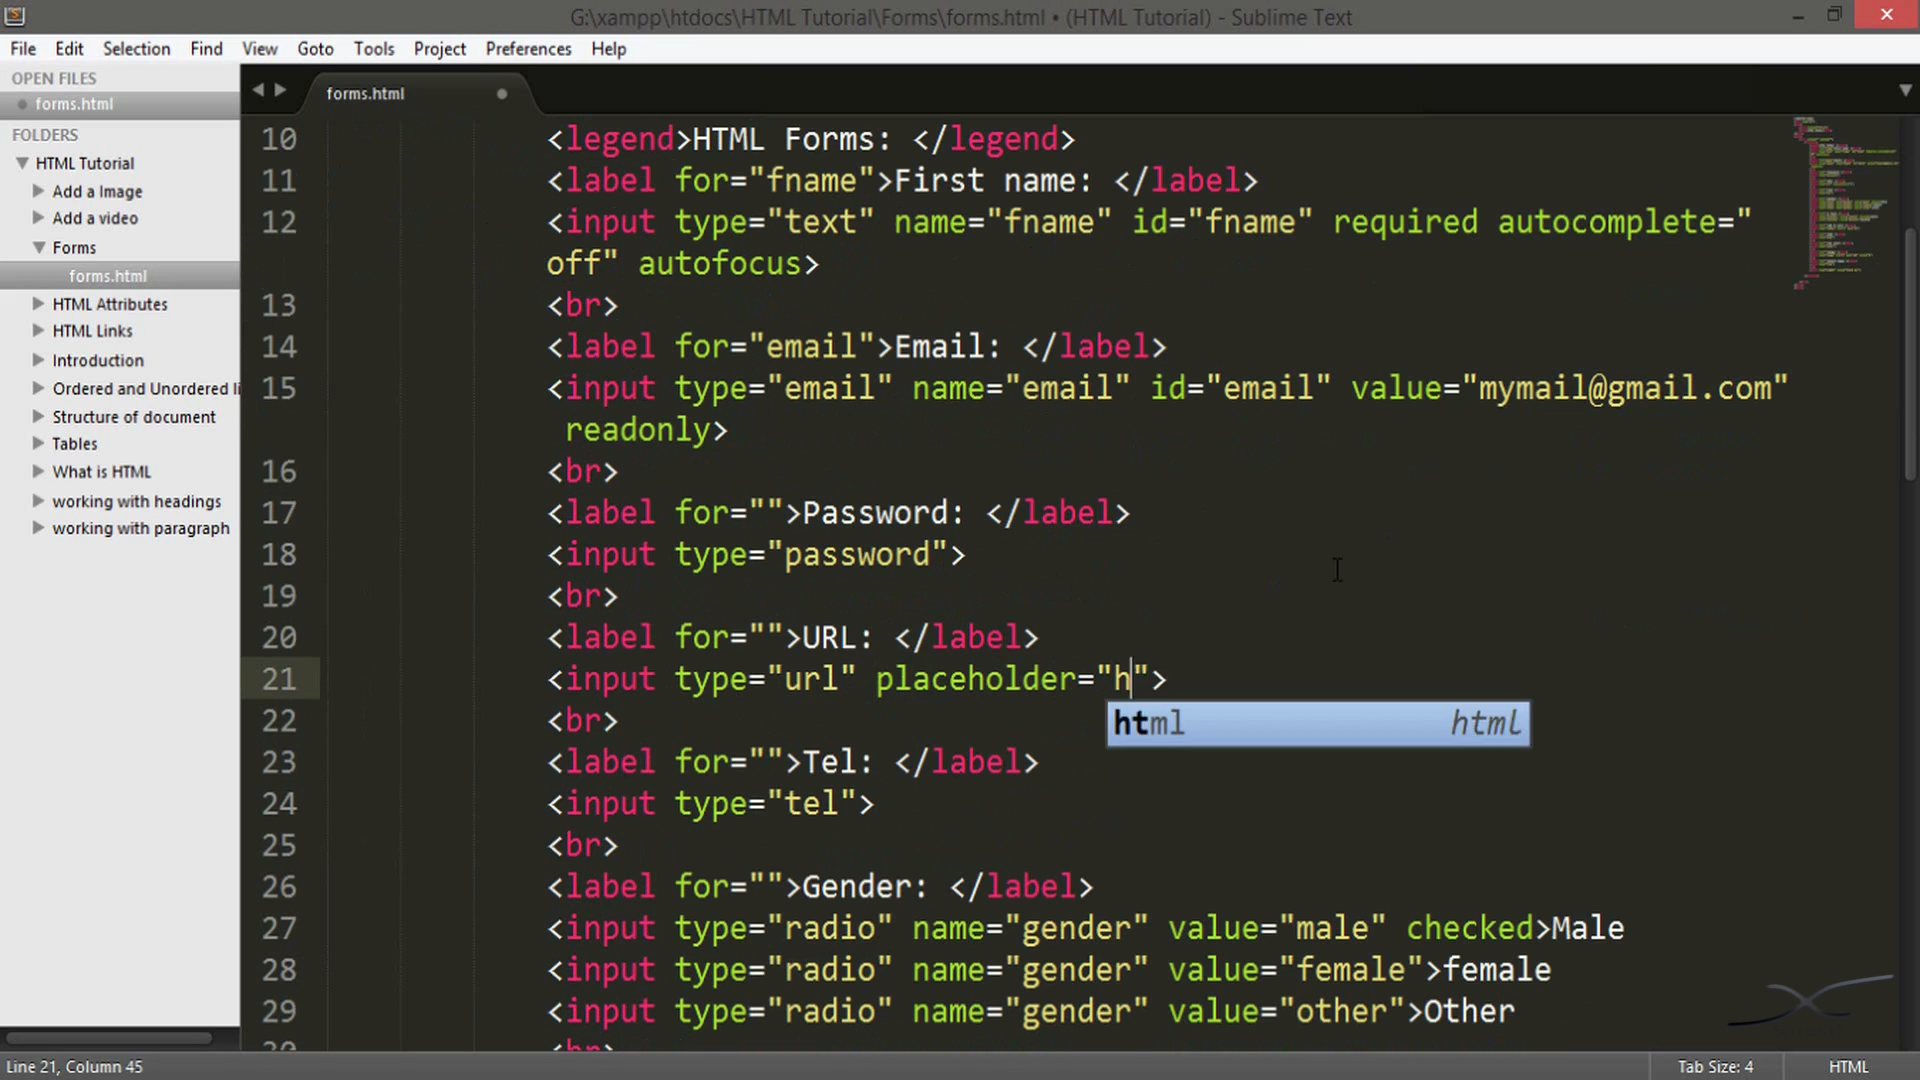 G:\xampp\htdocs\HTML Tutorial\Forms\forms.html • (HTML Tutorial) - Sublime Text
File Edit Selection Find View Goto Tools Project Preferences Help
OPEN FILES
forms.html
FOLDERS
HTML Tutorial
Add a Image
Add a video
Forms
forms.html
HTML Attributes
HTML Links
Introduction
Ordered and Unordered li
Structure of document
Tables
What is HTML
working with headings
working with paragraph
forms.html
10 <legend>HTML Forms: </legend>
11 <label for="fname">First name: </label>
12 <input type="text" name="fname" id="fname" required autocomplete="
off" autofocus>
13 <br>
14 <label for="email">Email: </label>
15 <input type="email" name="email" id="email" value="mymail@gmail.com"
readonly>
16 <br>
17 <label for="">Password: </label>
18 <input type="password">
19 <br>
20 <label for="">URL: </label>
21 <input type="url" placeholder="h">
html html
22 <br>
23 <label for="">Tel: </label>
24 <input type="tel">
25 <br>
26 <label for="">Gender: </label>
27 <input type="radio" name="gender" value="male" checked>Male
28 <input type="radio" name="gender" value="female">female
29 <input type="radio" name="gender" value="other">Other
30 <br>
Line 21, Column 45
Tab Size: 4
HTML